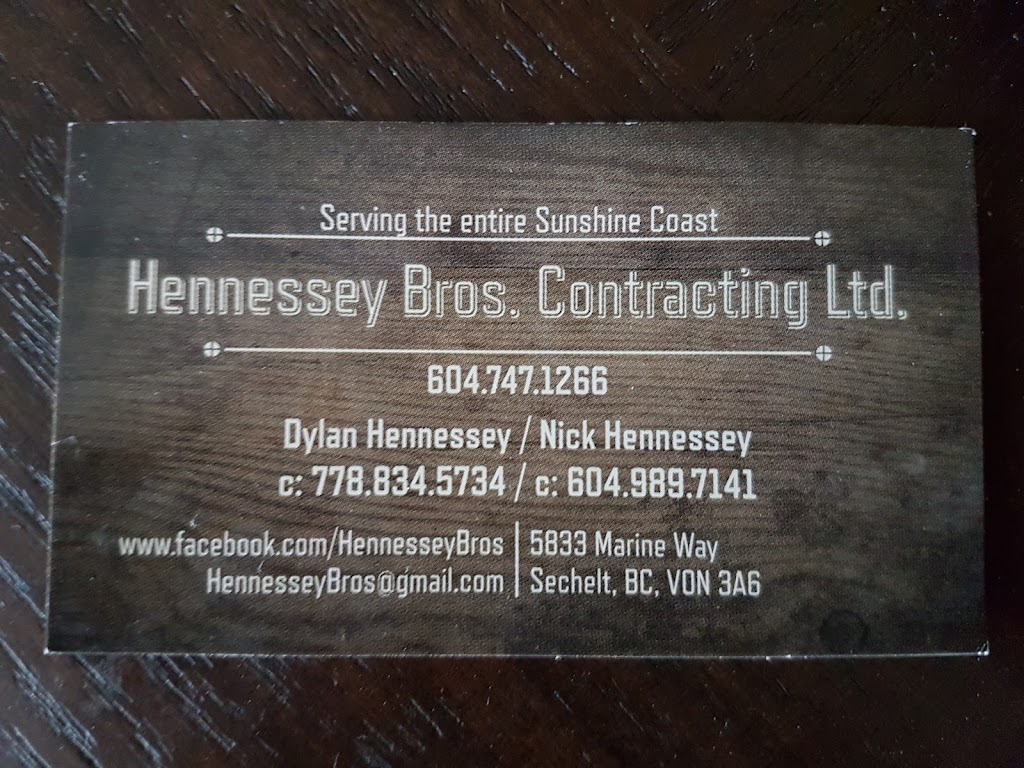 Serving the entire Sunshine Coast
Hennessey Bros. Contracting Ltd.
604.747.1266
Dylan Hennessey / Nick Hennessey
c: 778.834.5734 / c: 604.989.7141
www.facebook.com/HennesseyBros | 5833 Marine Way
HennesseyBros@gmail.com | Sechelt, BC, V0N 3A6